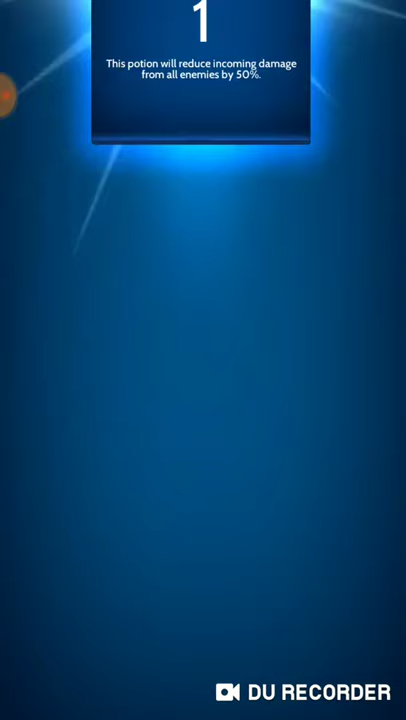 1
This potion will reduce incoming damage
from all enemies by 50%.
DU RECORDER